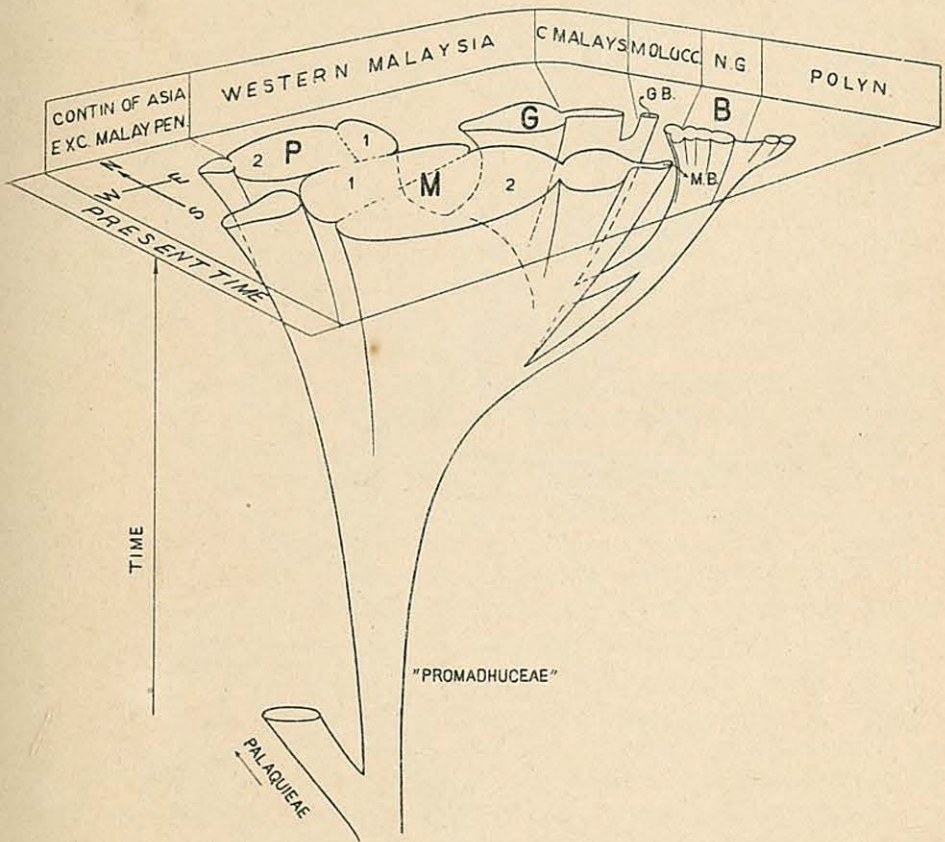 CONTIN OF ASIA
EXC. MALAY PEN
WESTERN MALAYSIA
C MALAYS
MOLUCC
N.G
POLYN.
N
E
W
S
PRESENT TIME
2 P 1
1 M 2
G
G B.
B
M.B.
TIME
"PROMADHUCEAE"
PALAQUIEAE